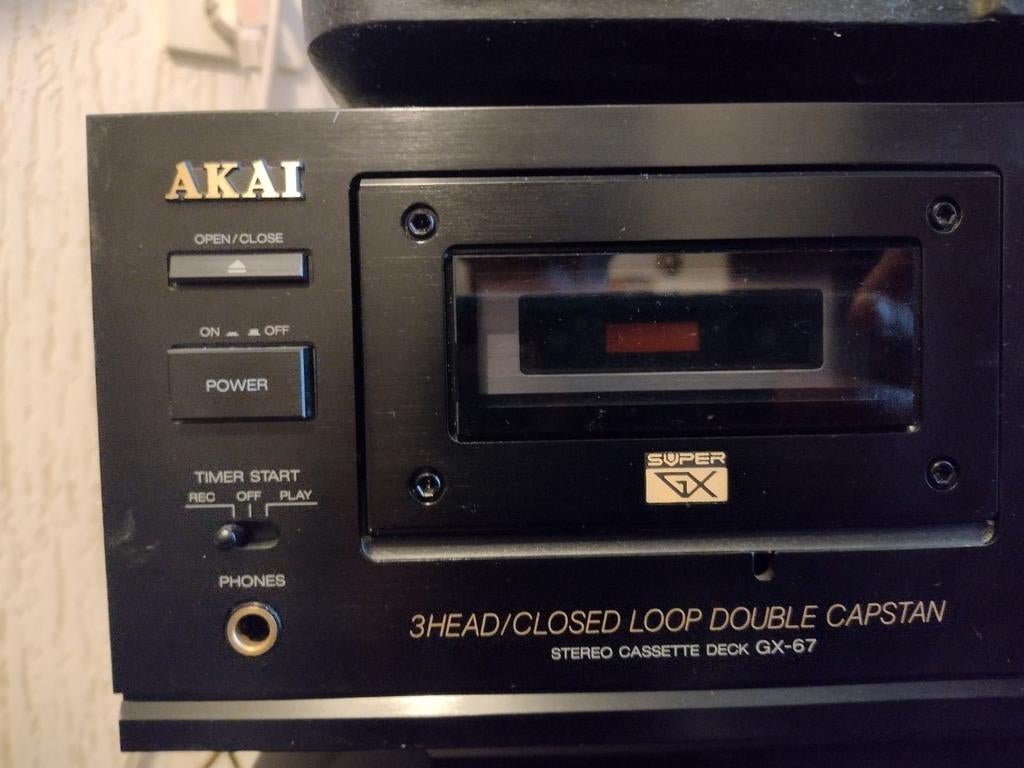 AKAI
OPEN/CLOSE
ON OFF
POWER
TIMER START
REC OFF PLAY
PHONES
SUPER
GX
3HEAD/CLOSED LOOP DOUBLE CAPSTAN
STEREO CASSETTE DECK GX-67